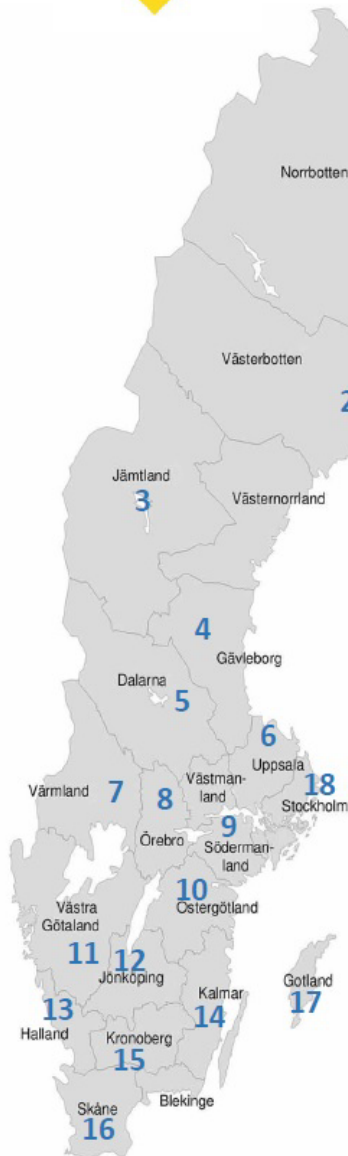 Norrbotten
Västerbotten
2
Jämtland
3
Västernorrland
4
Gävleborg
Dalarna
5
6
Uppsala
Västman-
land
18
Stockholm
7
Värmland
8
Örebro
9
Söderman-
land
10
Östergötland
Västra
Götaland
11
12
Jönköping
Gotland
17
Kalmar
14
13
Halland
Kronoberg
15
Blekinge
Skåne
16